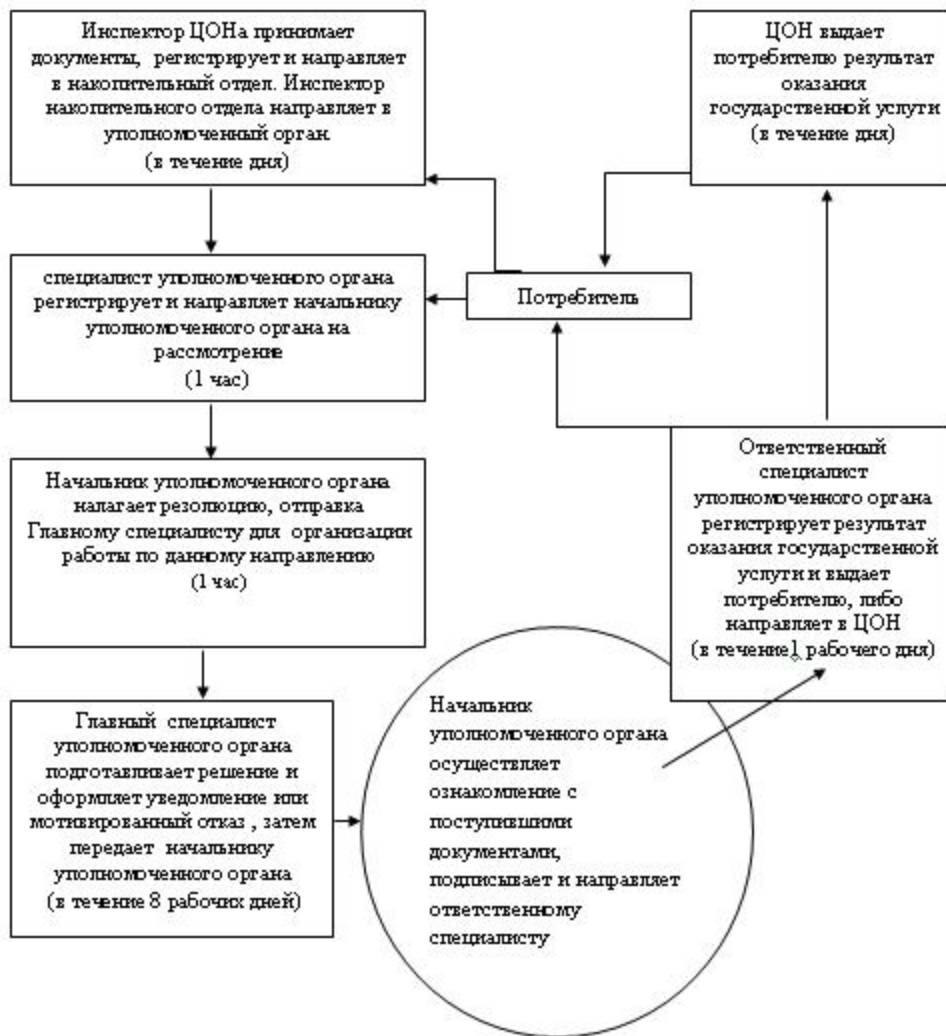 Инспектор ЦОНа принимает
документы, регистрирует и направляет
в накопительный отдел. Инспектор
накопительного отдела направляет в
уполномоченный орган.
(в течение дня)
ЦОН выдает
потребителю результат
оказания
государственной услуги
(в течение дня)
специалист уполномоченного органа
регистрирует и направляет начальнику
уполномоченного органа на
рассмотрение
(1 час)
Потребитель
Начальник уполномоченного органа
налагает резолюцию, отправка
Главному специалисту для организации
работы по данному направлению
(1 час)
Ответственный
специалист
уполномоченного органа
регистрирует результат
оказания государственной
услуги и выдает
потребителю, либо
направляет в ЦОН
(в течение1 рабочего дня)
Главный специалист
уполномоченного органа
подготавливает решение и
оформляет уведомление или
мотивированный отказ , затем
передает начальнику
уполномоченного органа
(в течение 8 рабочих дней)
Начальник
уполномоченного органа
осуществляет
ознакомление с
поступившими
документами,
подписывает и направляет
ответственному
специалисту